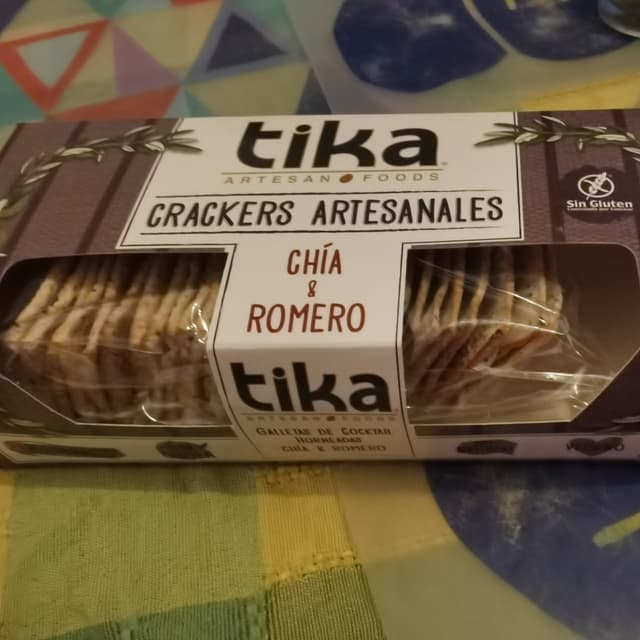 tika
ARTESAN FOODS
CRACKERS ARTESANALES
Sin Gluten
CHÍA
&
ROMERO
tika
ARTESAN FOODS
GALLETAS DE COCKTAIL
HORNEADAS
CHÍA & ROMERO